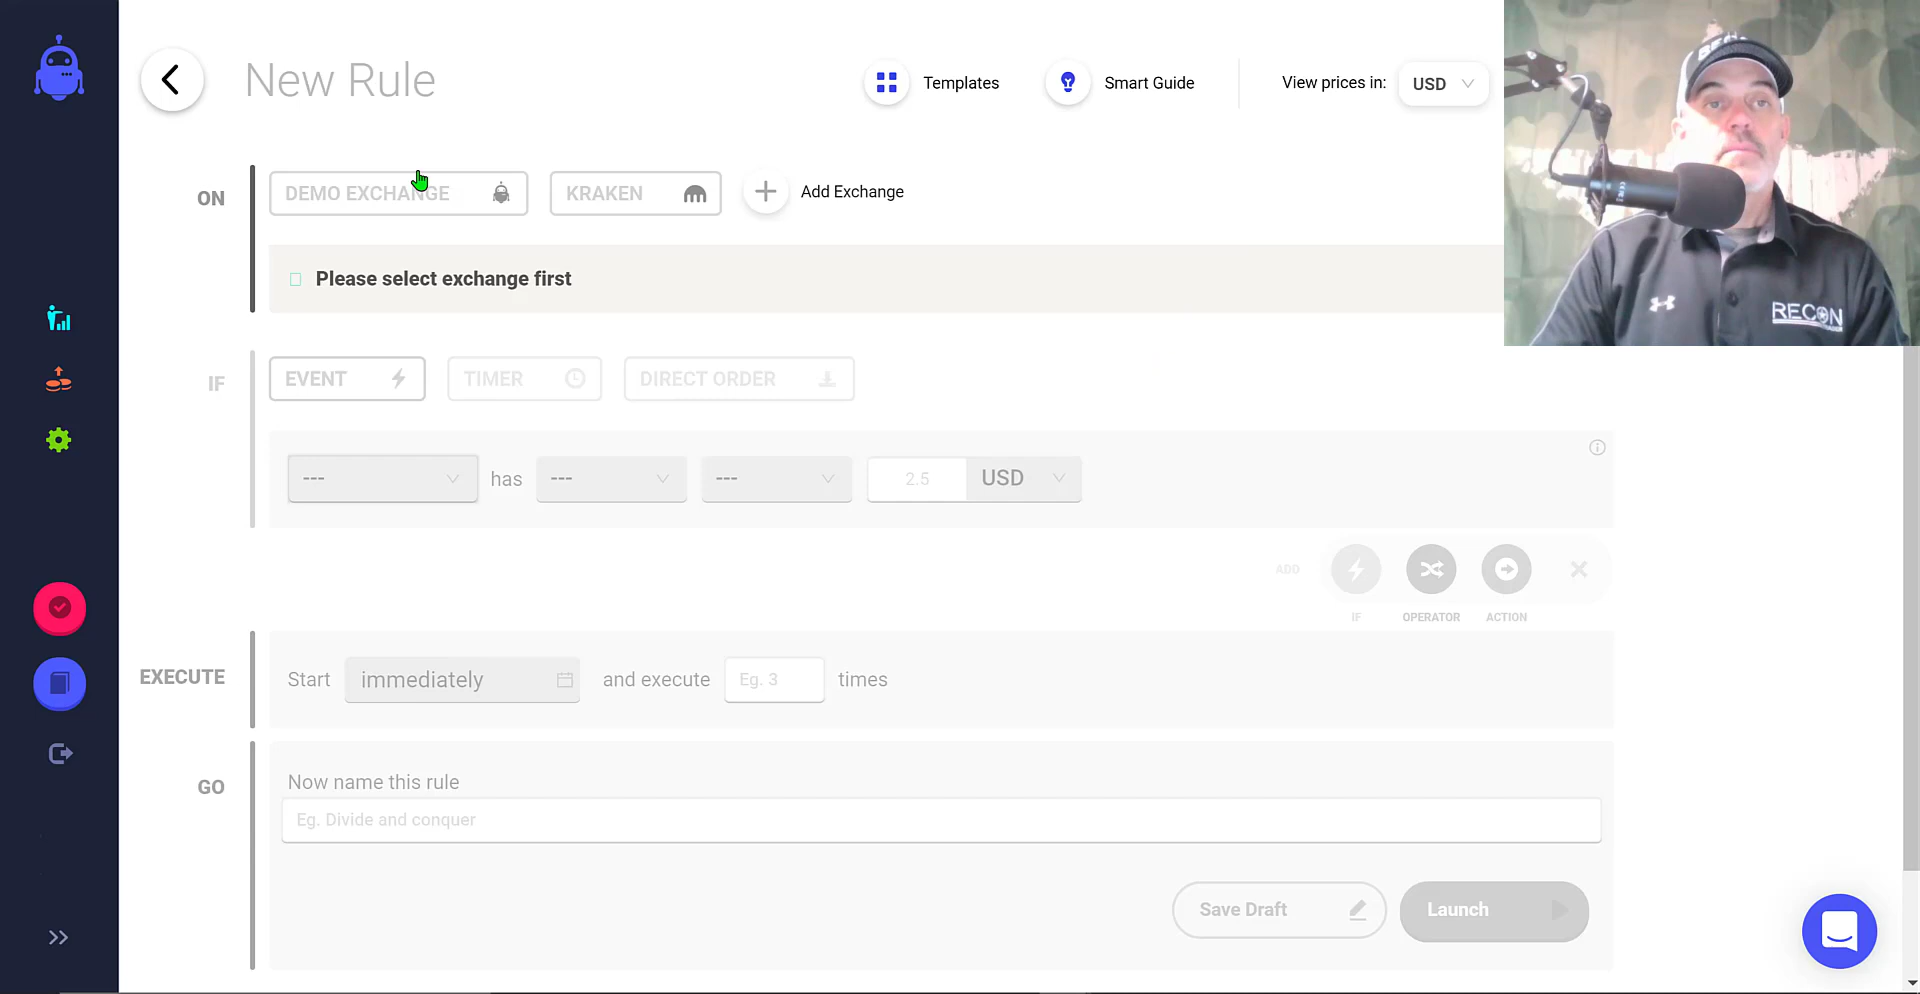 New Rule
Templates
Smart Guide
View prices in:
USD
ON
DEMO EXCHANGE
KRAKEN
Add Exchange
Please select exchange first
IF
EVENT
TIMER
DIRECT ORDER
---
has
---
---
2.5
USD
ADD
IF
OPERATOR
ACTION
EXECUTE
Start
immediately
and execute
Eg. 3
times
GO
Now name this rule
Eg. Divide and conquer
Save Draft
Launch
RECON